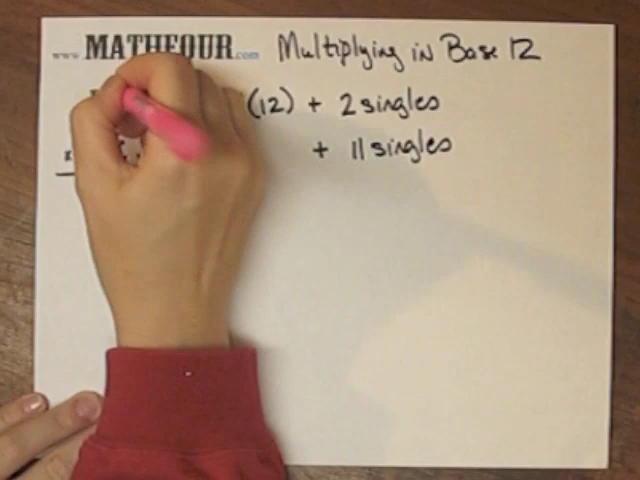 www.MATHFOUR.com Multiplying in Base 12
(12) + 2 singles
+ 11 singles